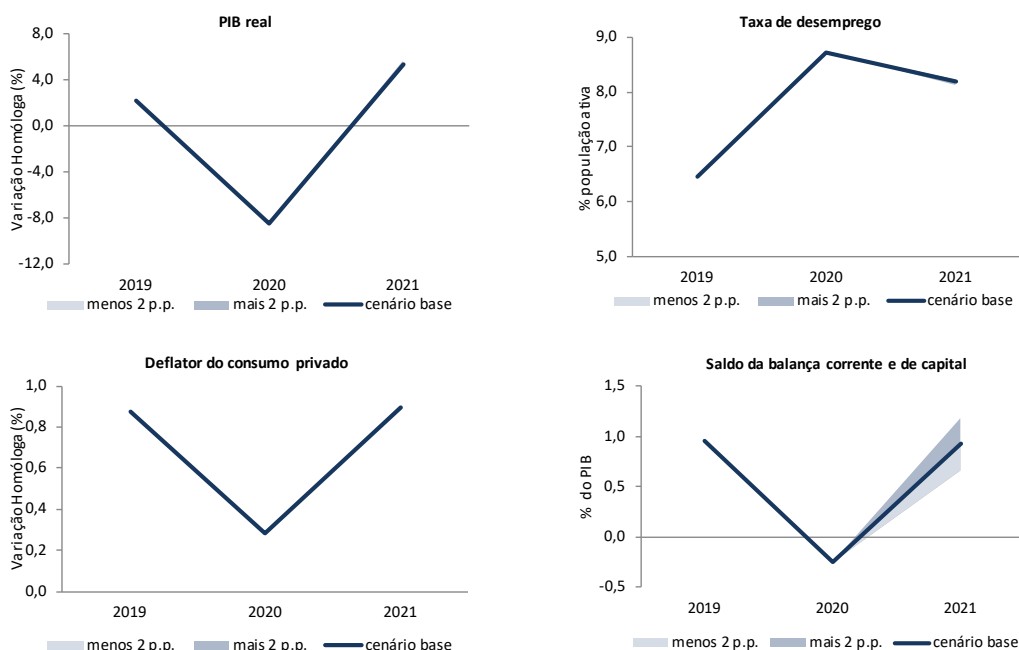 PIB real
Variação Homóloga (%)
8,0
4,0
0,0
-4,0
-8,0
-12,0
2019 2020 2021
menos 2 p.p. mais 2 p.p. cenário base
Taxa de desemprego
% população ativa
9,0
8,0
7,0
6,0
5,0
2019 2020 2021
menos 2 p.p. mais 2 p.p. cenário base
Deflator do consumo privado
Variação Homóloga (%)
1,0
0,8
0,6
0,4
0,2
0,0
2019 2020 2021
menos 2 p.p. mais 2 p.p. cenário base
Saldo da balança corrente e de capital
% do PIB
1,5
1,0
0,5
0,0
-0,5
2019 2020 2021
menos 2 p.p. mais 2 p.p. cenário base